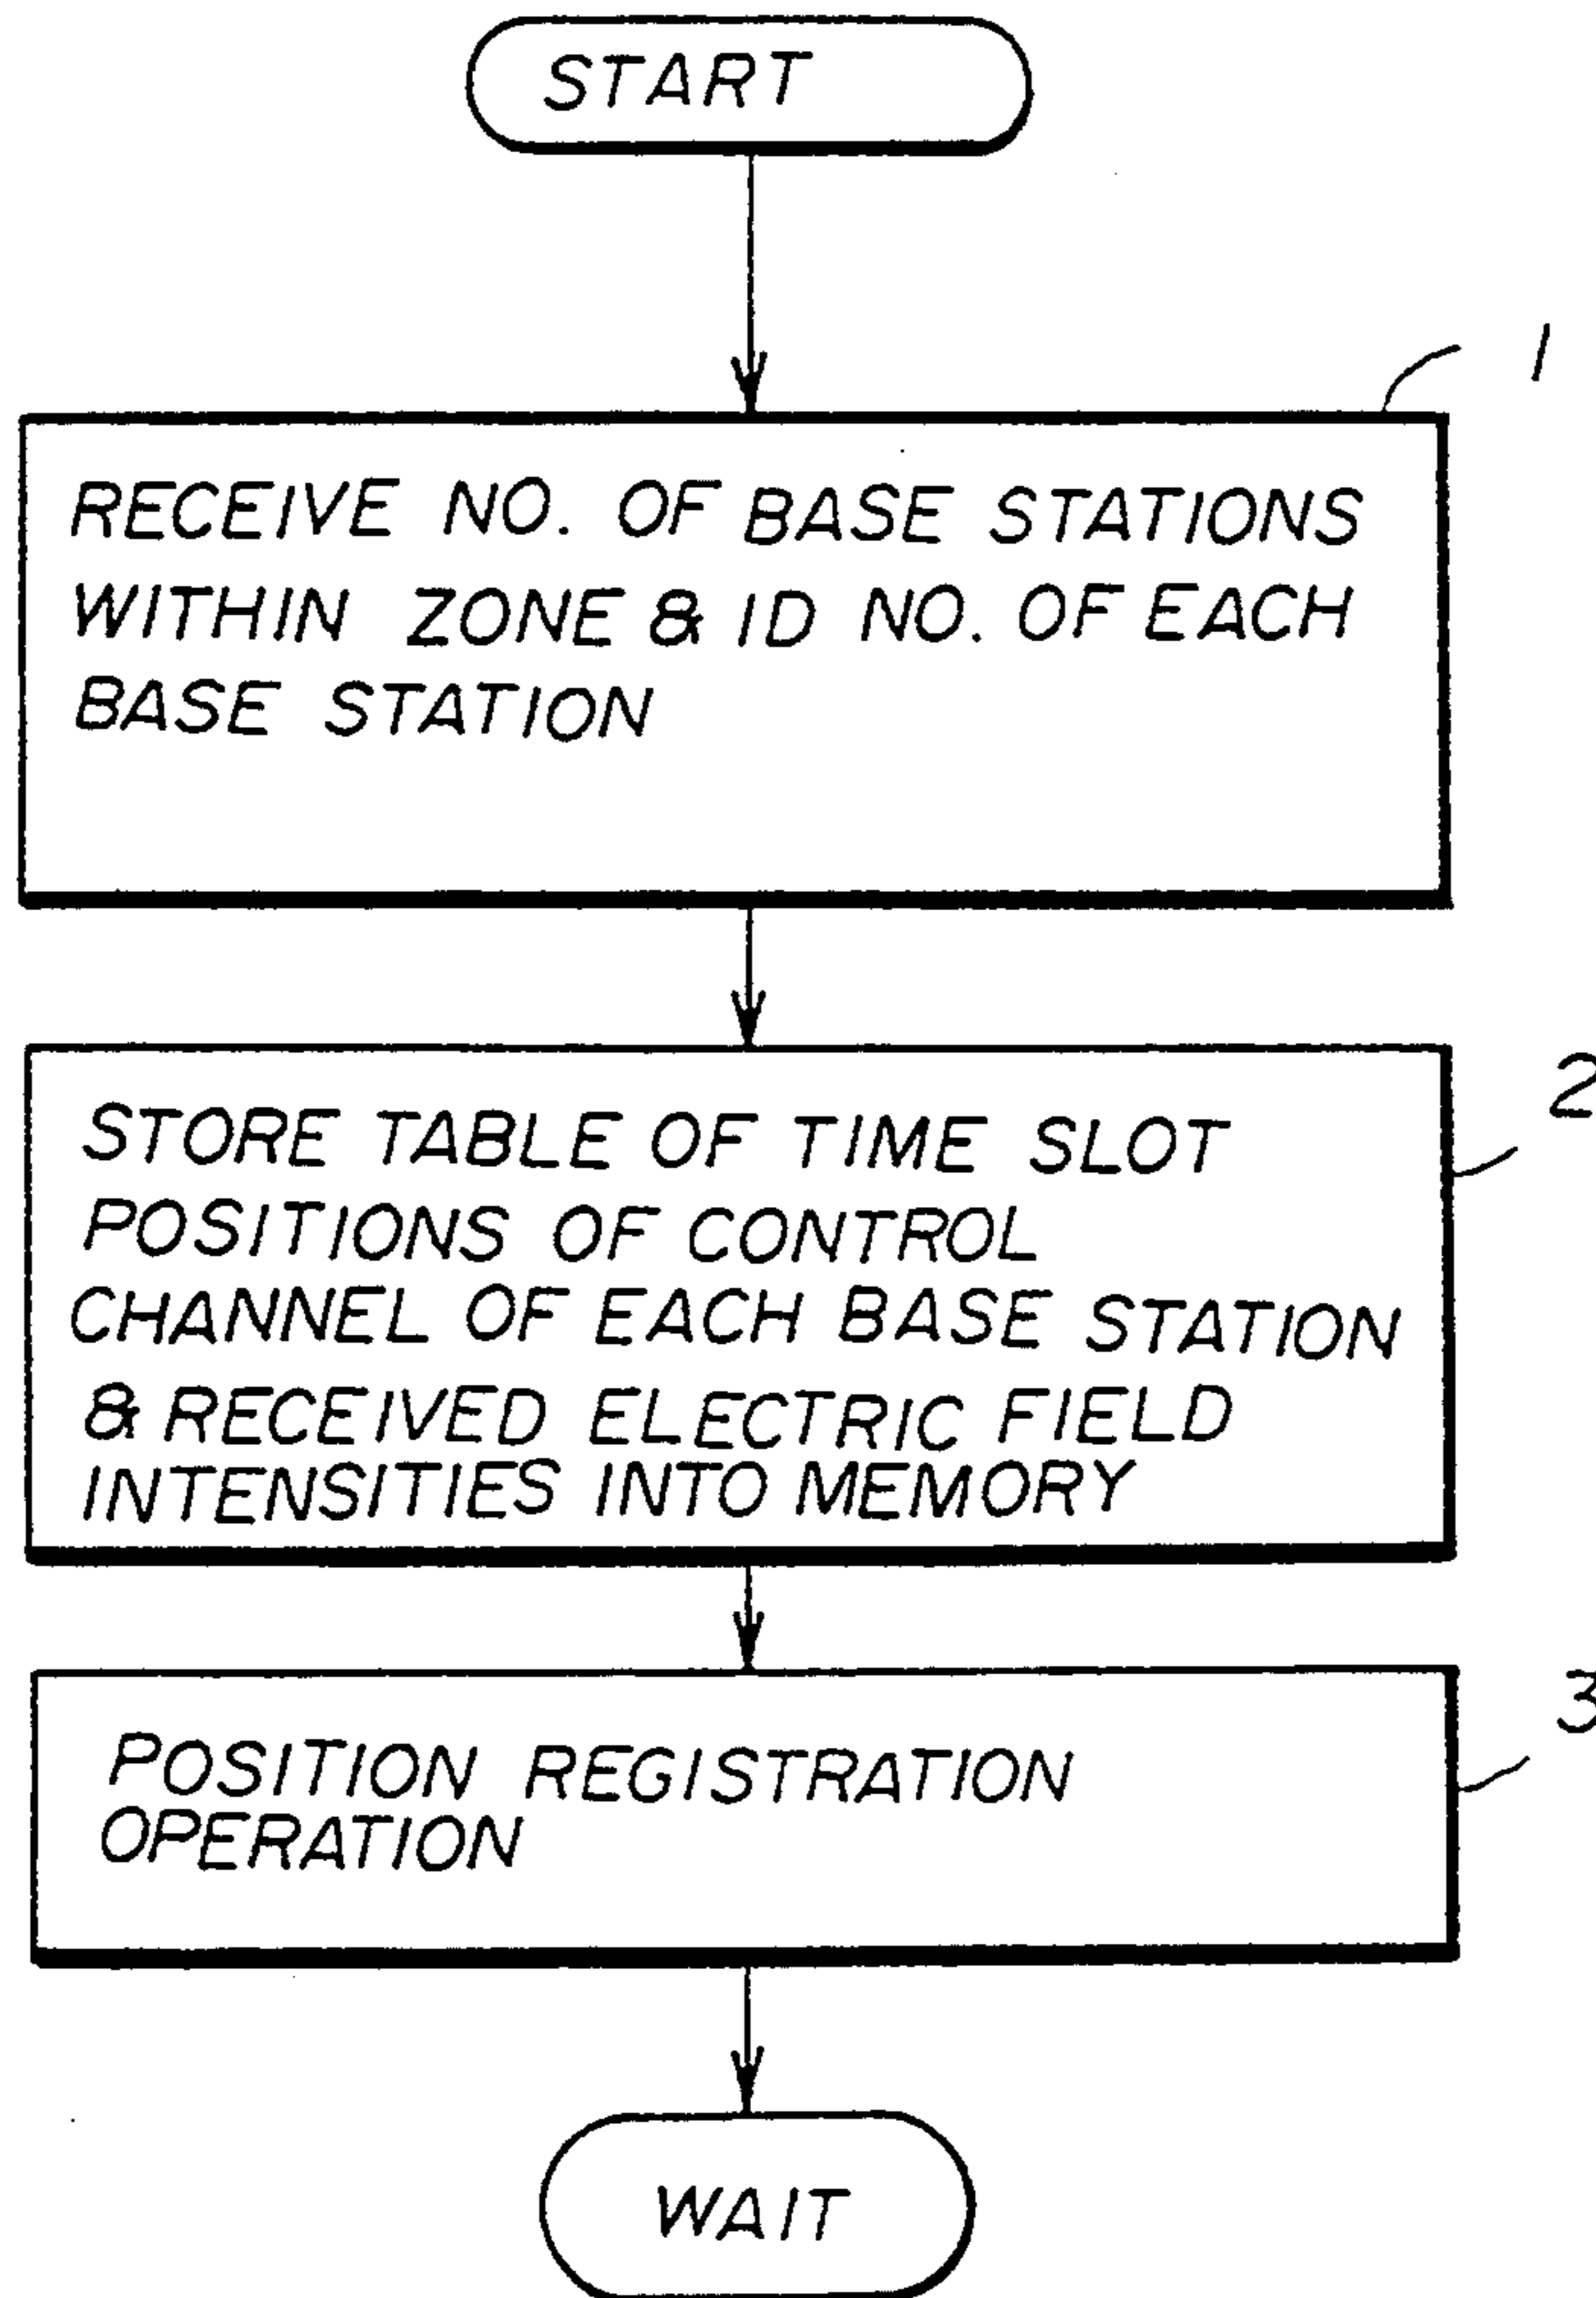 START
1
RECEIVE NO. OF BASE STATIONS
WITHIN ZONE & ID NO. OF EACH
BASE STATION
2
STORE TABLE OF TIME SLOT
POSITIONS OF CONTROL
CHANNEL OF EACH BASE STATION
& RECEIVED ELECTRIC FIELD
INTENSITIES INTO MEMORY
3
POSITION REGISTRATION
OPERATION
WAIT